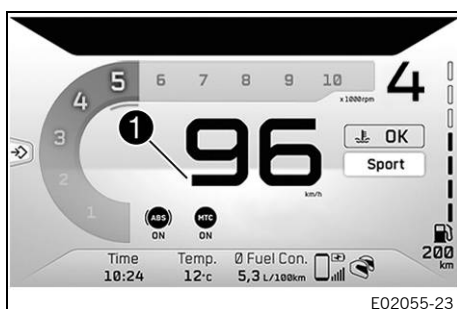 5 6 7 8 9 10
4
3
2
1
x1000rpm
4
1
96
km/h
OK
Sport
ABS
ON
MTC
ON
200
km
Time
10:24
Temp.
12°C
Ø Fuel Con.
5,3 L/100km
E02055-23